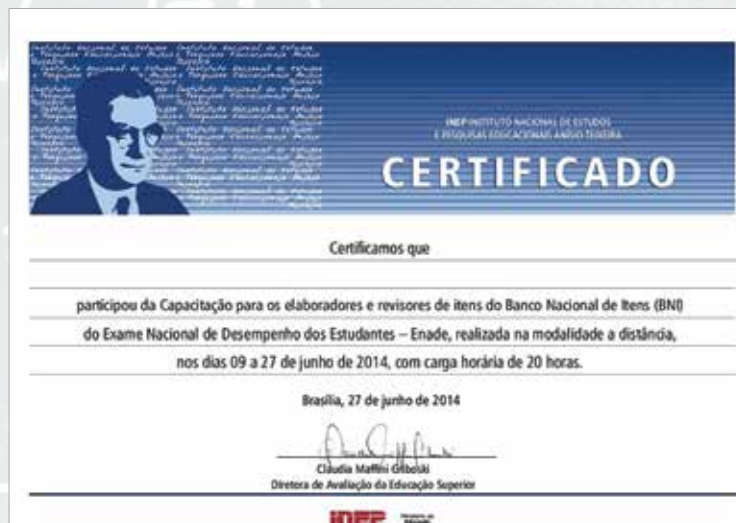 INEP INSTITUTO NACIONAL DE ESTUDOS
E PESQUISAS EDUCACIONAIS ANÍSIO TEIXEIRA
CERTIFICADO
Certificamos que
participou da Capacitação para os elaboradores e revisores de itens do Banco Nacional de Itens (BNI)
do Exame Nacional de Desempenho dos Estudantes – Enade, realizada na modalidade a distância,
nos dias 09 a 27 de junho de 2014, com carga horária de 20 horas.
Brasília, 27 de junho de 2014
Claudia Maffini Griboski
Diretora de Avaliação da Educação Superior
INEP